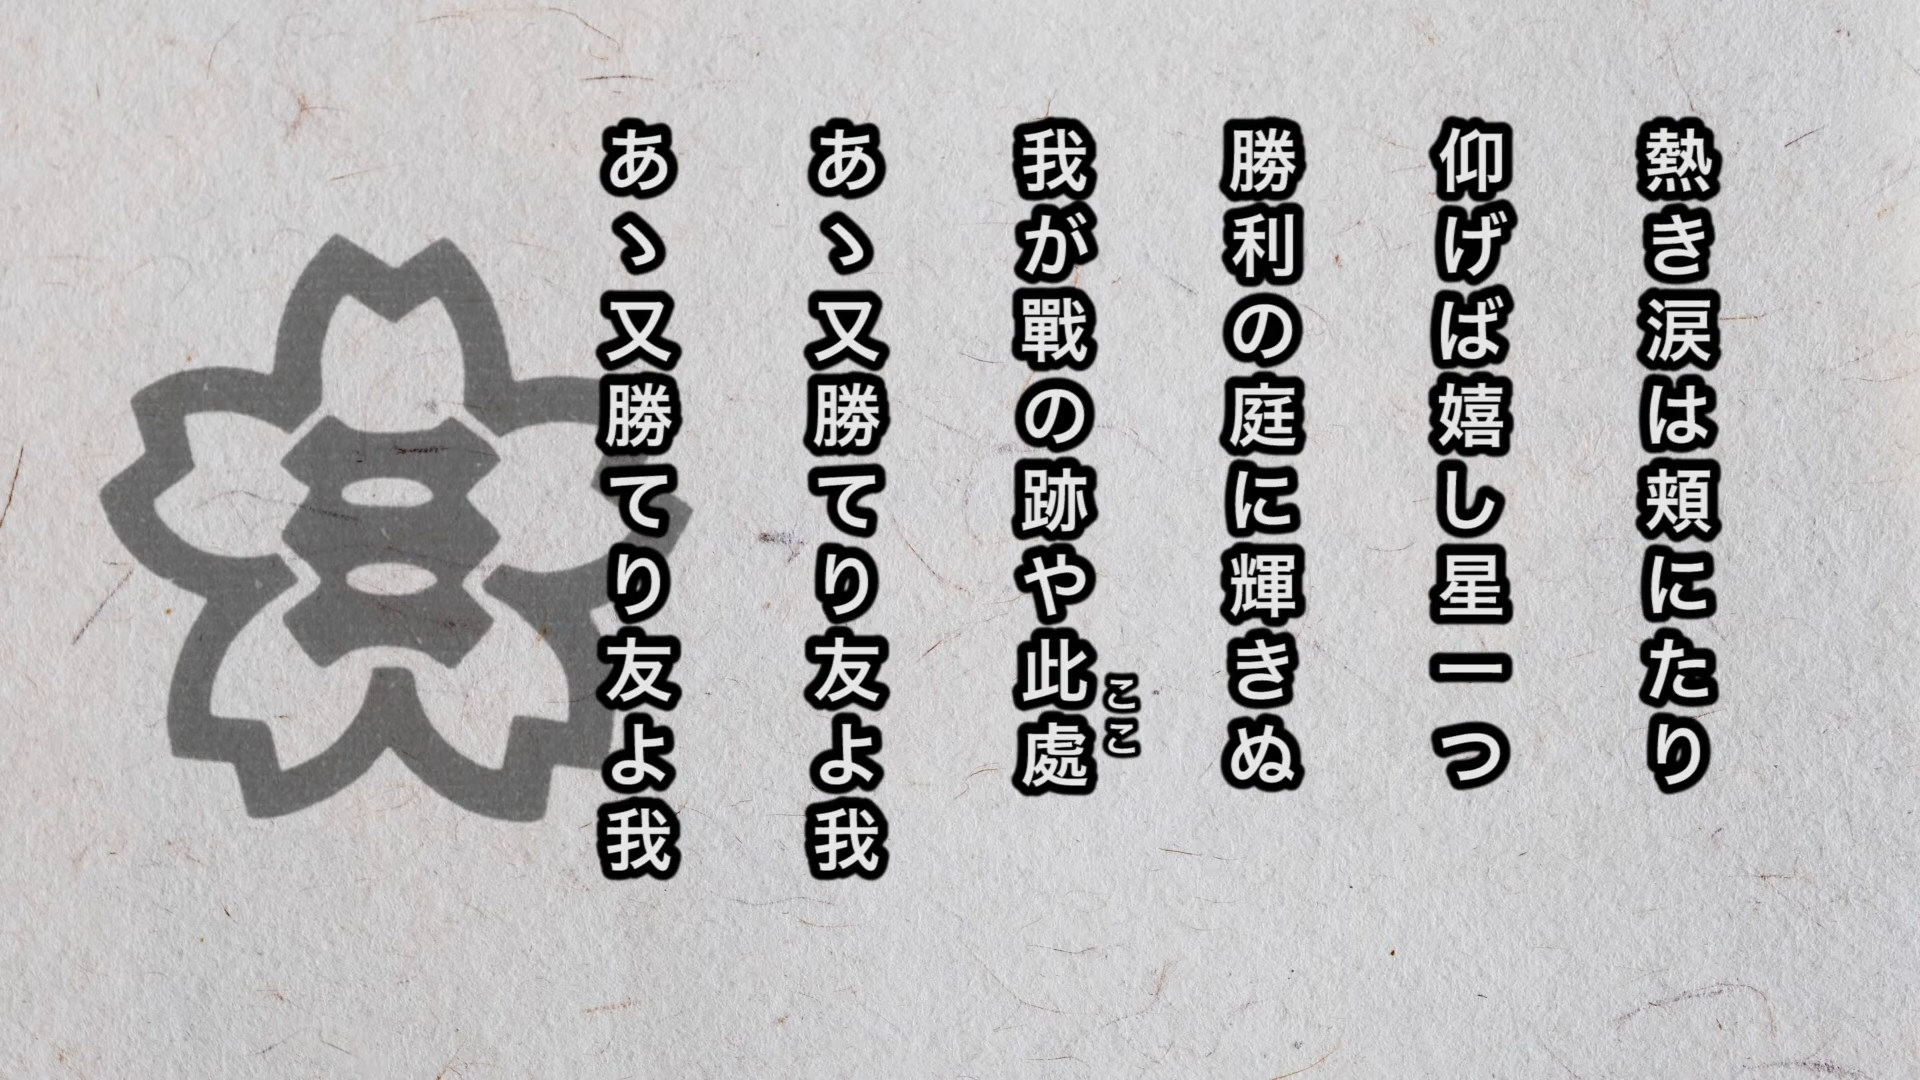 熱き涙は頬にたり
仰げば嬉し星一つ
勝利の庭に輝きぬ
我が戰の跡や此處
ここ
あゝ又勝てり友よ我
あゝ又勝てり友よ我